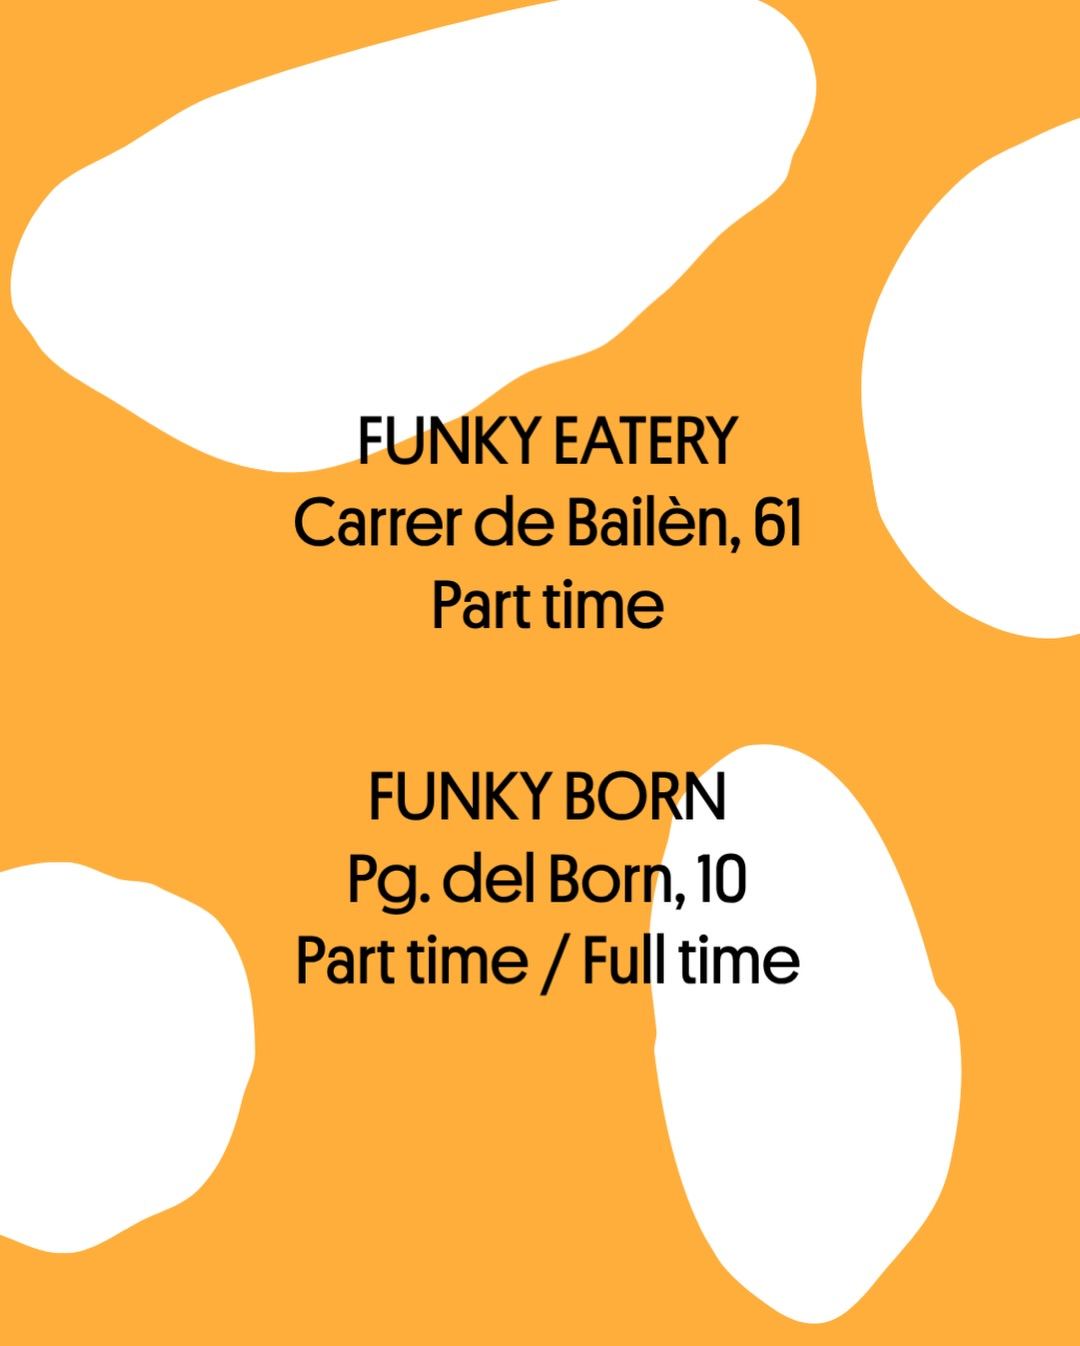 FUNKY EATERY
Carrer de Bailèn, 61
Part time
FUNKY BORN
Pg. del Born, 10
Part time / Full time